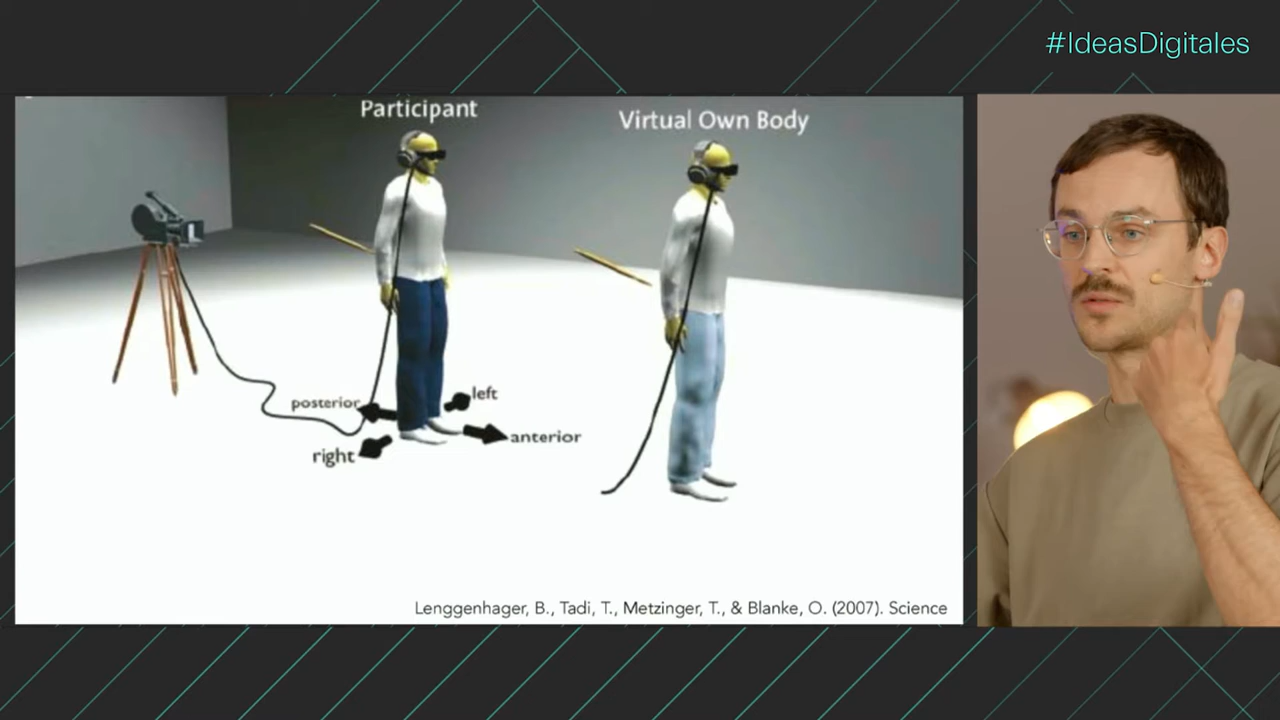 #IdeasDigitales
Participant
Virtual Own Body
posterior
left
right
anterior
Lenggenhager, B., Tadi, T., Metzinger, T., & Blanke, O. (2007). Science